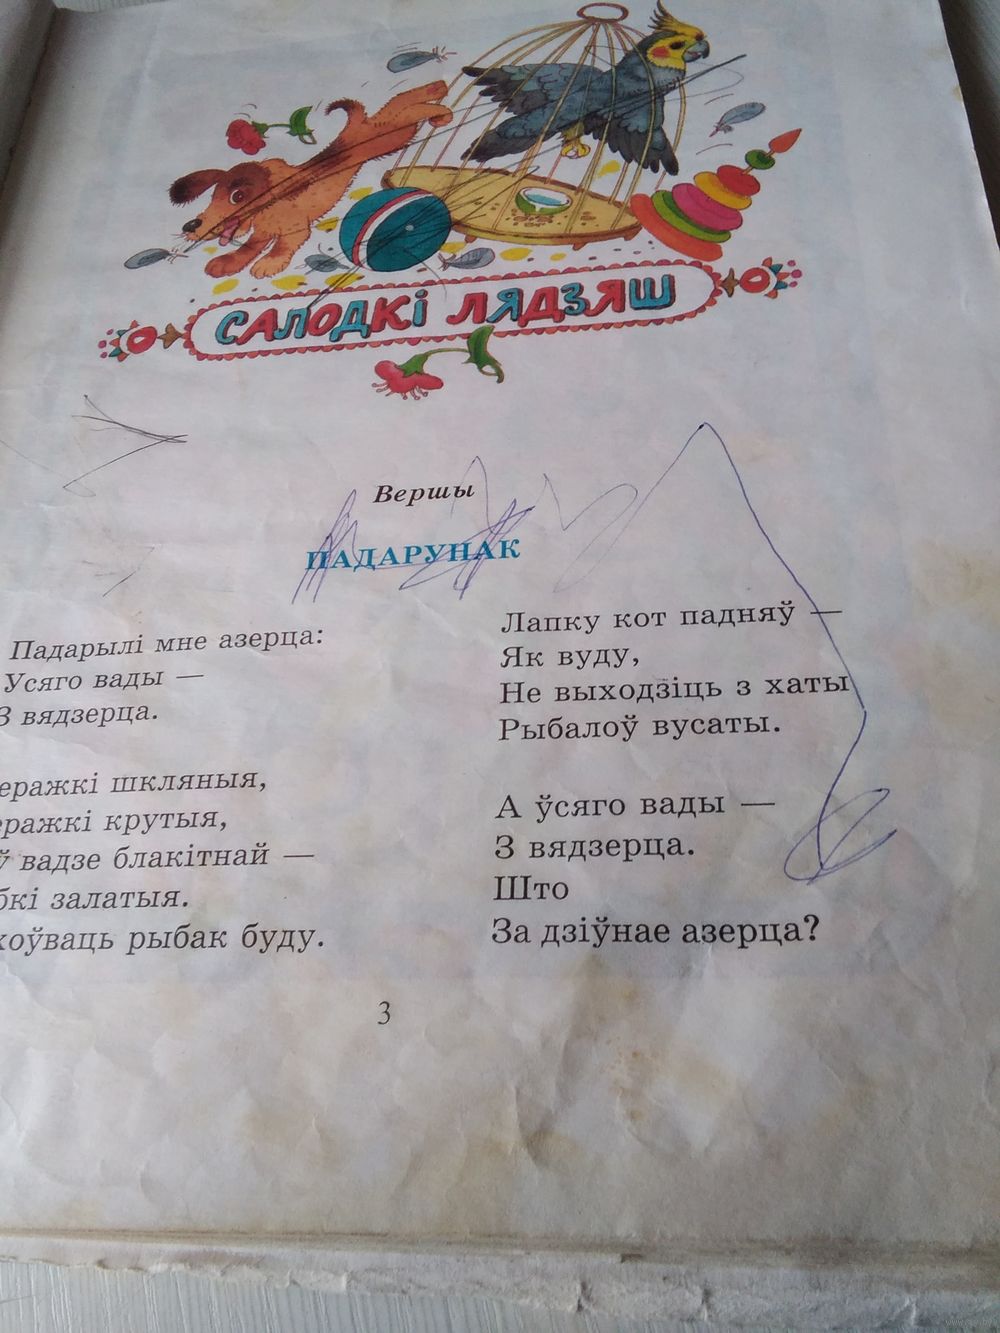 САЛОДКІ ЛЯДЗЯШ
Вершы
ПАДАРУНАК
Падарылі мне азерца:
Усяго вады —
З вядзерца.
шкляныя,
крутыя,
ў вадзе блакітнай —
залатыя.
рыбак буду.
Лапку кот падняў —
Як вуду,
Не выходзіць з хаты
Рыбалоў вусаты.
А ўсяго вады —
З вядзерца.
Што
За дзіўнае азерца?
3